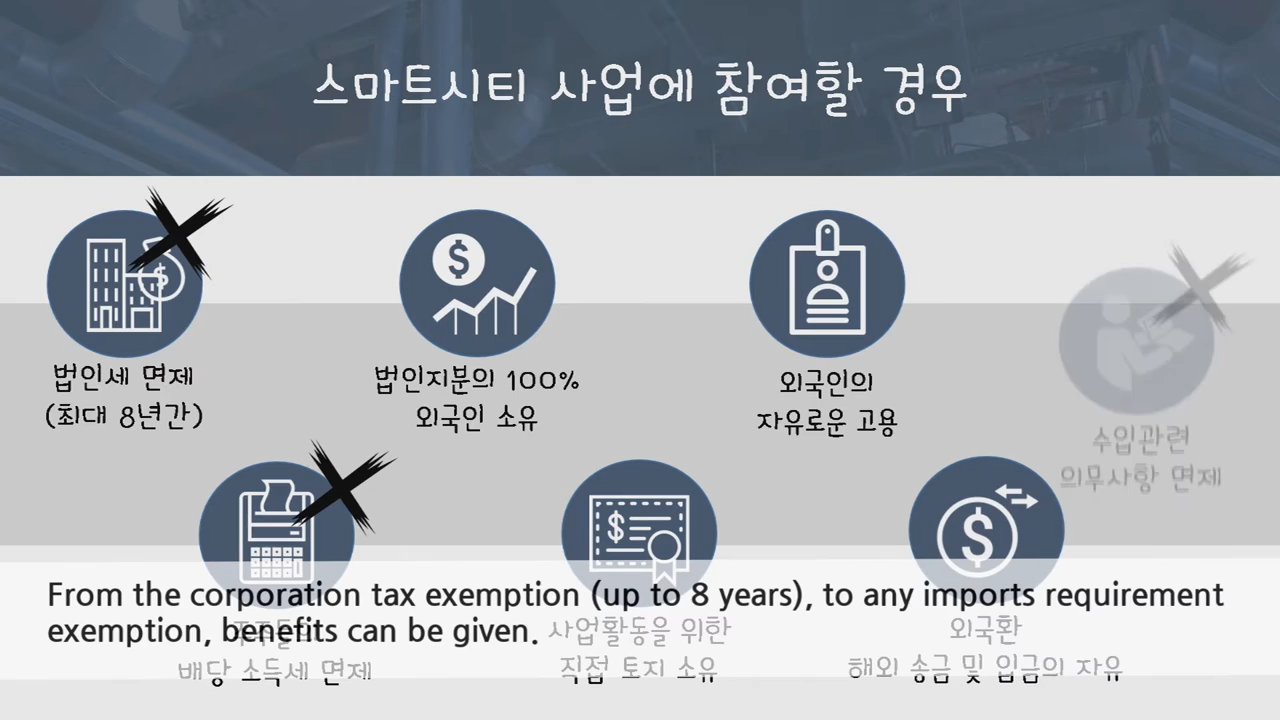 스마트시티 사업에 참여할 경우
법인세 면제
(최대 8년간)
법인지분의 100%
외국인 소유
외국인의
자유로운 고용
수입관련
의무사항 면제
배당 소득세 면제
사업활동을 위한
직접 토지 소유
외국환
해외 송금 및 입금의 자유
From the corporation tax exemption (up to 8 years), to any imports requirement
exemption, benefits can be given.